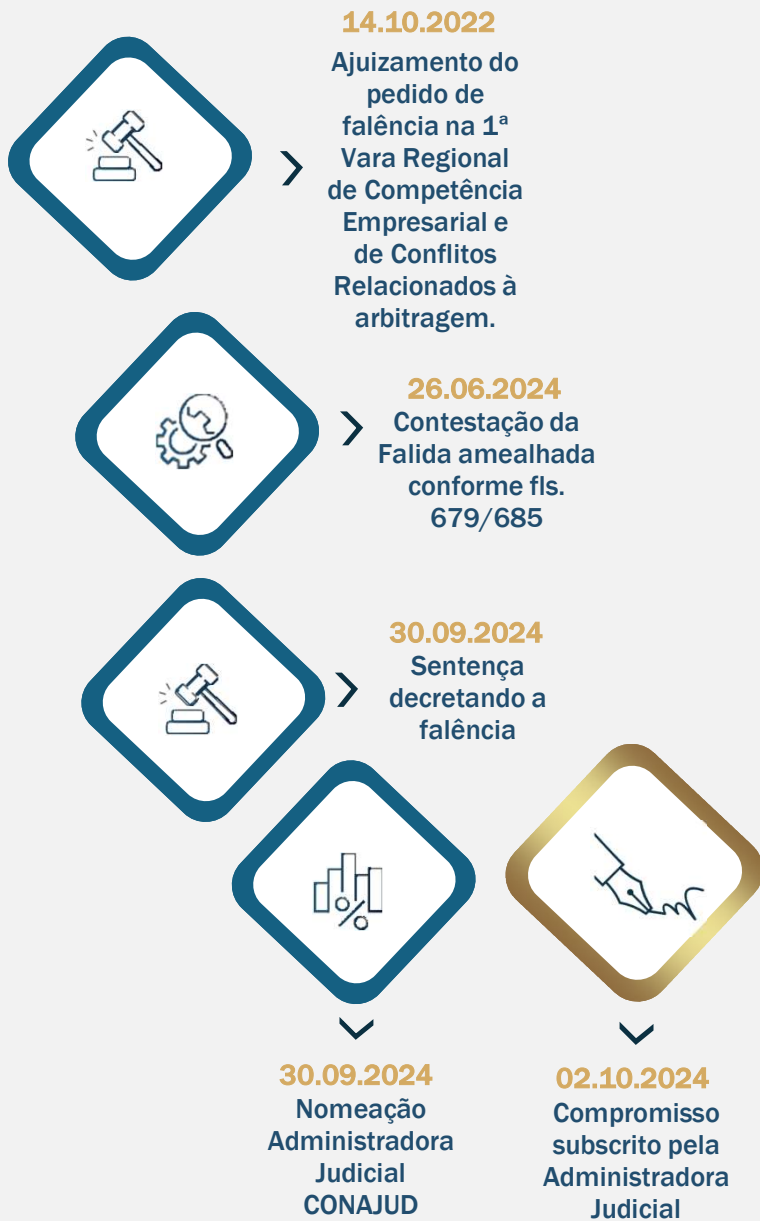 14.10.2022
Ajuizamento do
pedido de
falência na 1ª
Vara Regional
de Competência
Empresarial e
de Conflitos
Relacionados à
arbitragem.
26.06.2024
Contestação da
Falida amealhada
conforme fls.
679/685
30.09.2024
Sentença
decretando a
falência
30.09.2024
Nomeação
Administradora
Judicial
CONAJUD
02.10.2024
Compromisso
subscrito pela
Administradora
Judicial